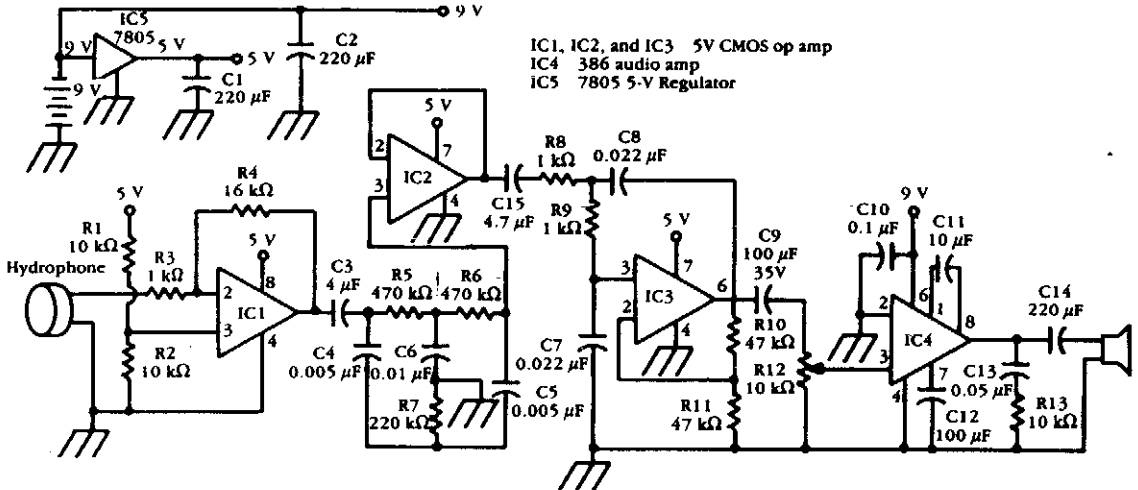 IC5
7805
9 V
5 V
5 V
9 V
C1
220 µF
C2
220 µF
9 V
IC1, IC2, and IC3 5V CMOS op amp
IC4 386 audio amp
IC5 7805 5-V Regulator
Hydrophone
5 V
R1
10 kΩ
R3
1 kΩ
R4
16 kΩ
5 V
2
3
8
4
IC1
R2
10 kΩ
C3
4 µF
C4
0.005 µF
R5
470 kΩ
R6
470 kΩ
C6
0.01 µF
R7
220 kΩ
C5
0.005 µF
5 V
2
3
7
4
IC2
C15
4.7 µF
R8
1 kΩ
C8
0.022 µF
R9
1 kΩ
C7
0.022 µF
5 V
3
2
7
6
4
IC3
C9
100 µF
35V
R10
47 kΩ
R11
47 kΩ
R12
10 kΩ
9 V
C10
0.1 µF
C11
10 µF
2
6
1
8
3
7
4
IC4
C12
100 µF
C13
0.05 µF
R13
10 kΩ
C14
220 µF